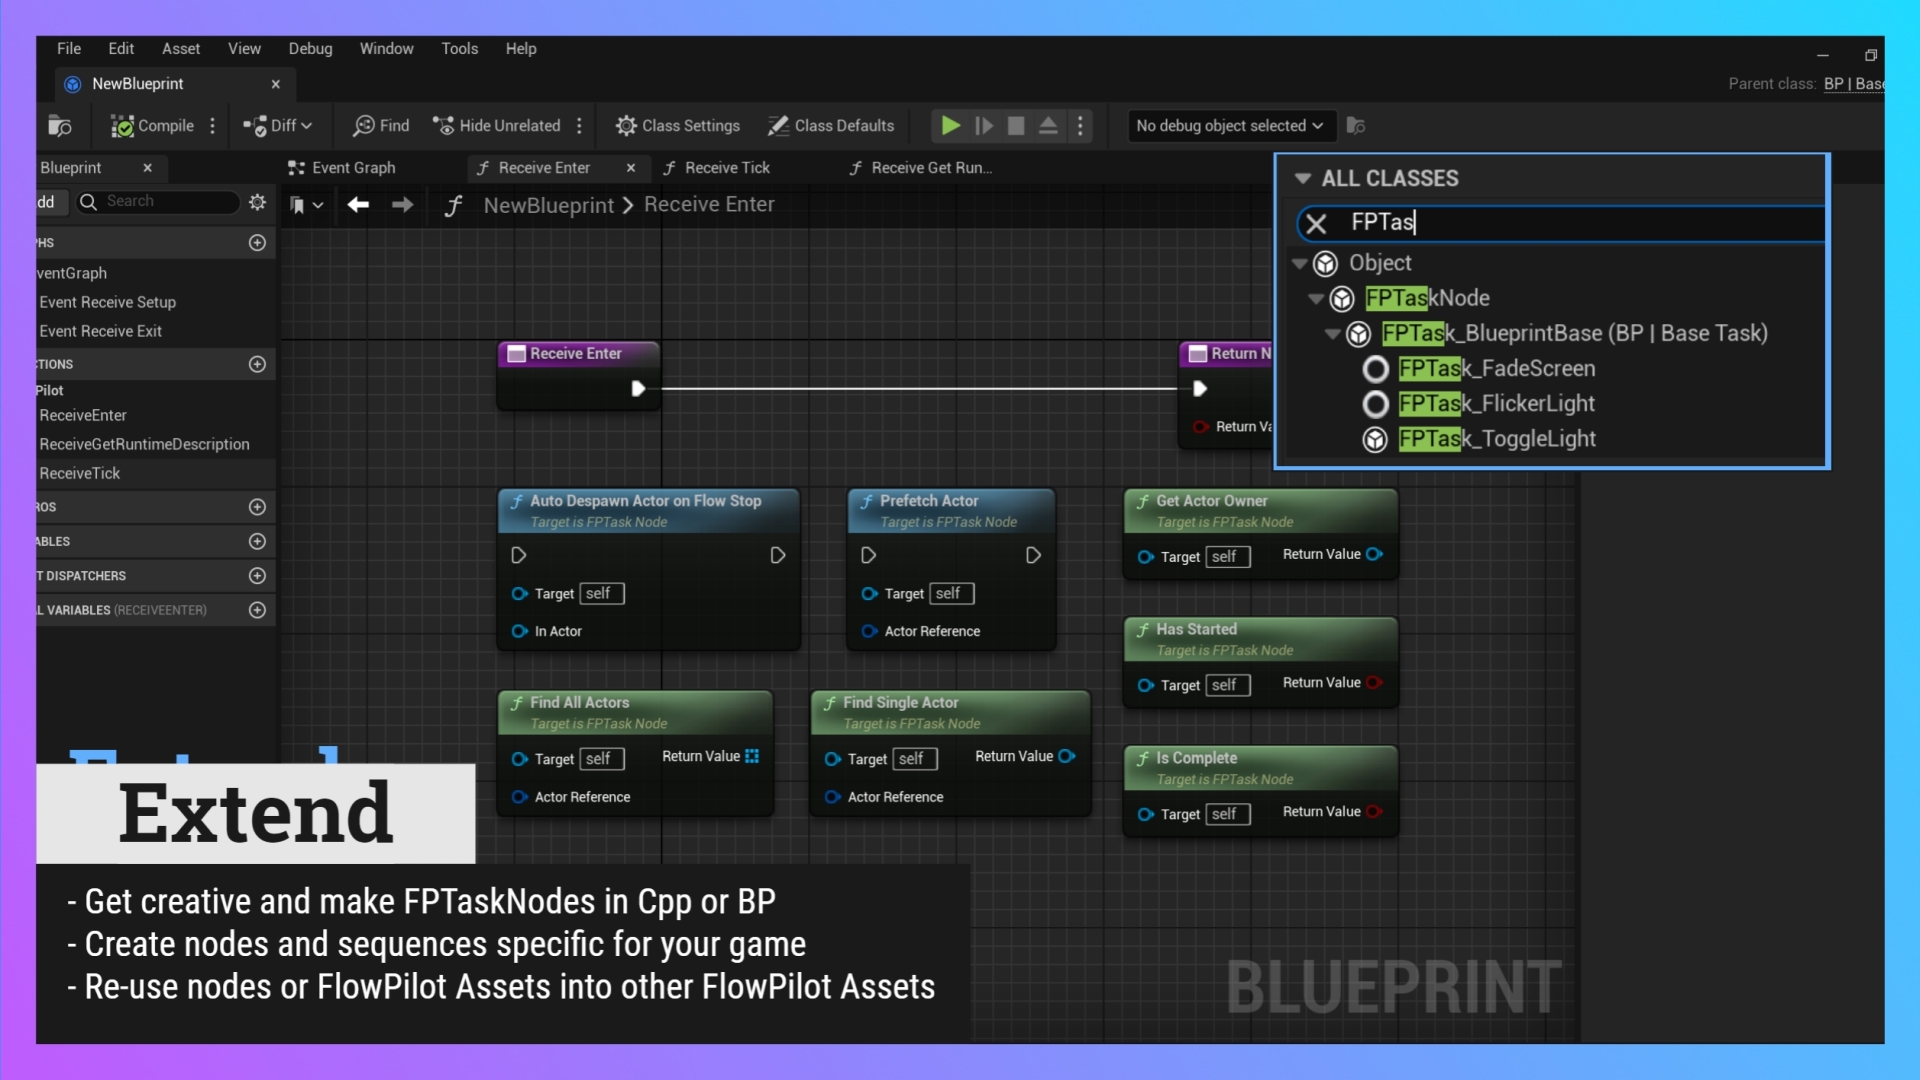 File Edit Asset View Debug Window Tools Help
NewBlueprint
Parent class: BP | Base
Compile Diff Find Hide Unrelated Class Settings Class Defaults No debug object selected
Blueprint Event Graph Receive Enter Receive Tick Receive Get Run...
dd Search
NewBlueprint > Receive Enter
PHS
ventGraph
Event Receive Setup
Event Receive Exit
CTIONS
Pilot
ReceiveEnter
ReceiveGetRuntimeDescription
ReceiveTick
ROS
ABLES
T DISPATCHERS
L VARIABLES (RECEIVEENTER)
ALL CLASSES
FPTas
Object
FPTaskNode
FPTask_BlueprintBase (BP | Base Task)
FPTask_FadeScreen
FPTask_FlickerLight
FPTask_ToggleLight
Receive Enter
Return N
Return Va
Auto Despawn Actor on Flow Stop
Target is FPTask Node
Target self
In Actor
Prefetch Actor
Target is FPTask Node
Target self
Actor Reference
Get Actor Owner
Target is FPTask Node
Target self Return Value
Has Started
Target is FPTask Node
Target self Return Value
Find All Actors
Target is FPTask Node
Target self Return Value
Actor Reference
Find Single Actor
Target is FPTask Node
Target self Return Value
Actor Reference
Is Complete
Target is FPTask Node
Target self Return Value
Extend
- Get creative and make FPTaskNodes in Cpp or BP
- Create nodes and sequences specific for your game
- Re-use nodes or FlowPilot Assets into other FlowPilot Assets
BLUEPRINT